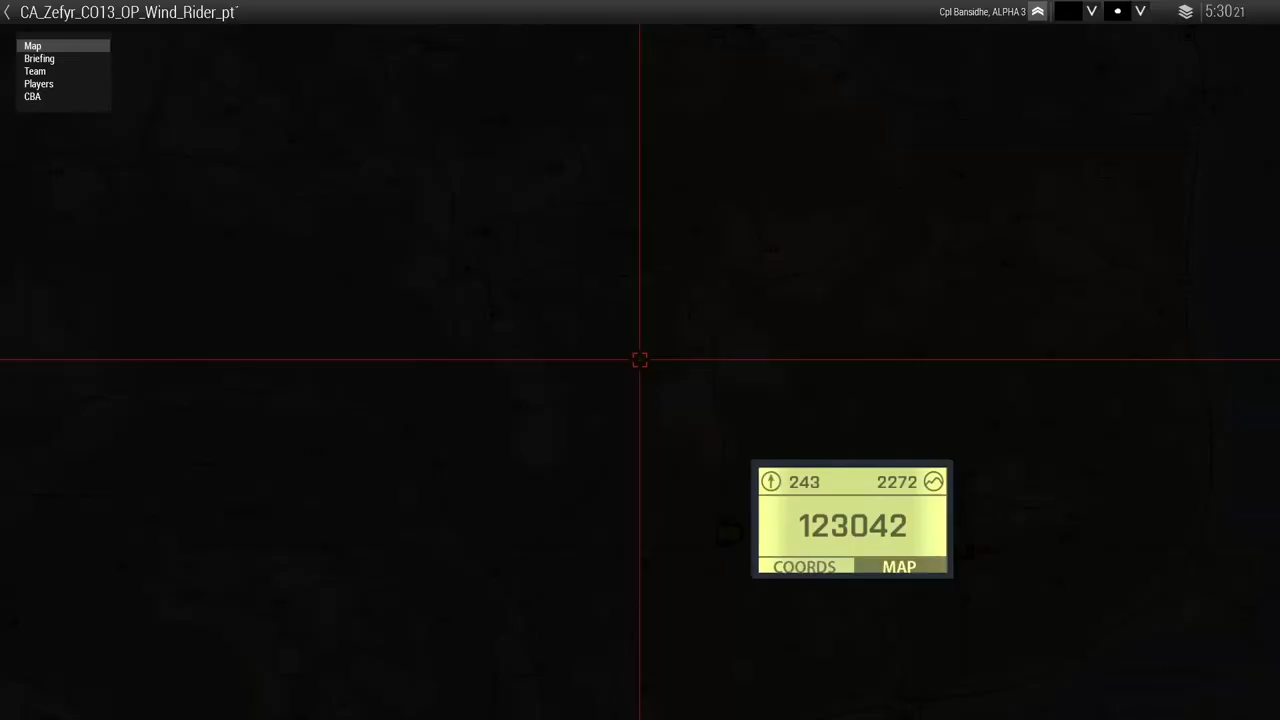 CA_Zefyr_CO13_OP_Wind_Rider_pt´
Cpl Bansidhe, ALPHA 3
5:30 21
Map
Briefing
Team
Players
CBA
243 2272
123042
COORDS MAP